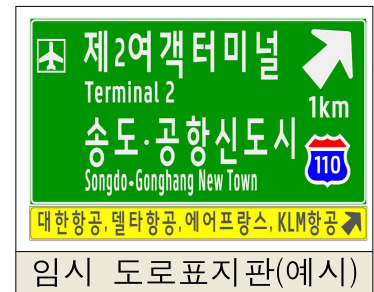 제2여객터미널
Terminal 2
1km
송도·공항신도시
110
Songdo•Gonghang New Town
대한항공, 델타항공, 에어프랑스, KLM항공
임시 도로표지판(예시)